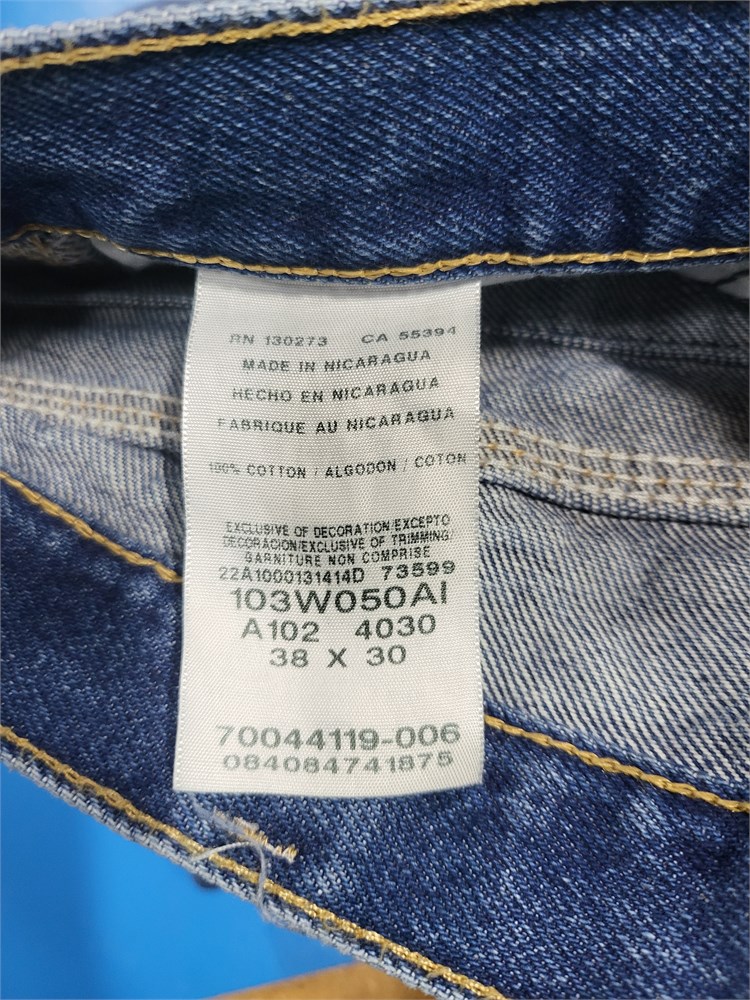 RN 130273 CA 55394
MADE IN NICARAGUA
HECHO EN NICARAGUA
FABRIQUE AU NICARAGUA
100% COTTON / ALGODON / COTON
EXCLUSIVE OF DECORATION/EXCEPTO
DECORACION/EXCLUSIVE OF TRIMMING/
GARNITURE NON COMPRISE
22A1000131414D 73599
103W050AI
A102 4030
38 X 30
70044119-006
084084741875